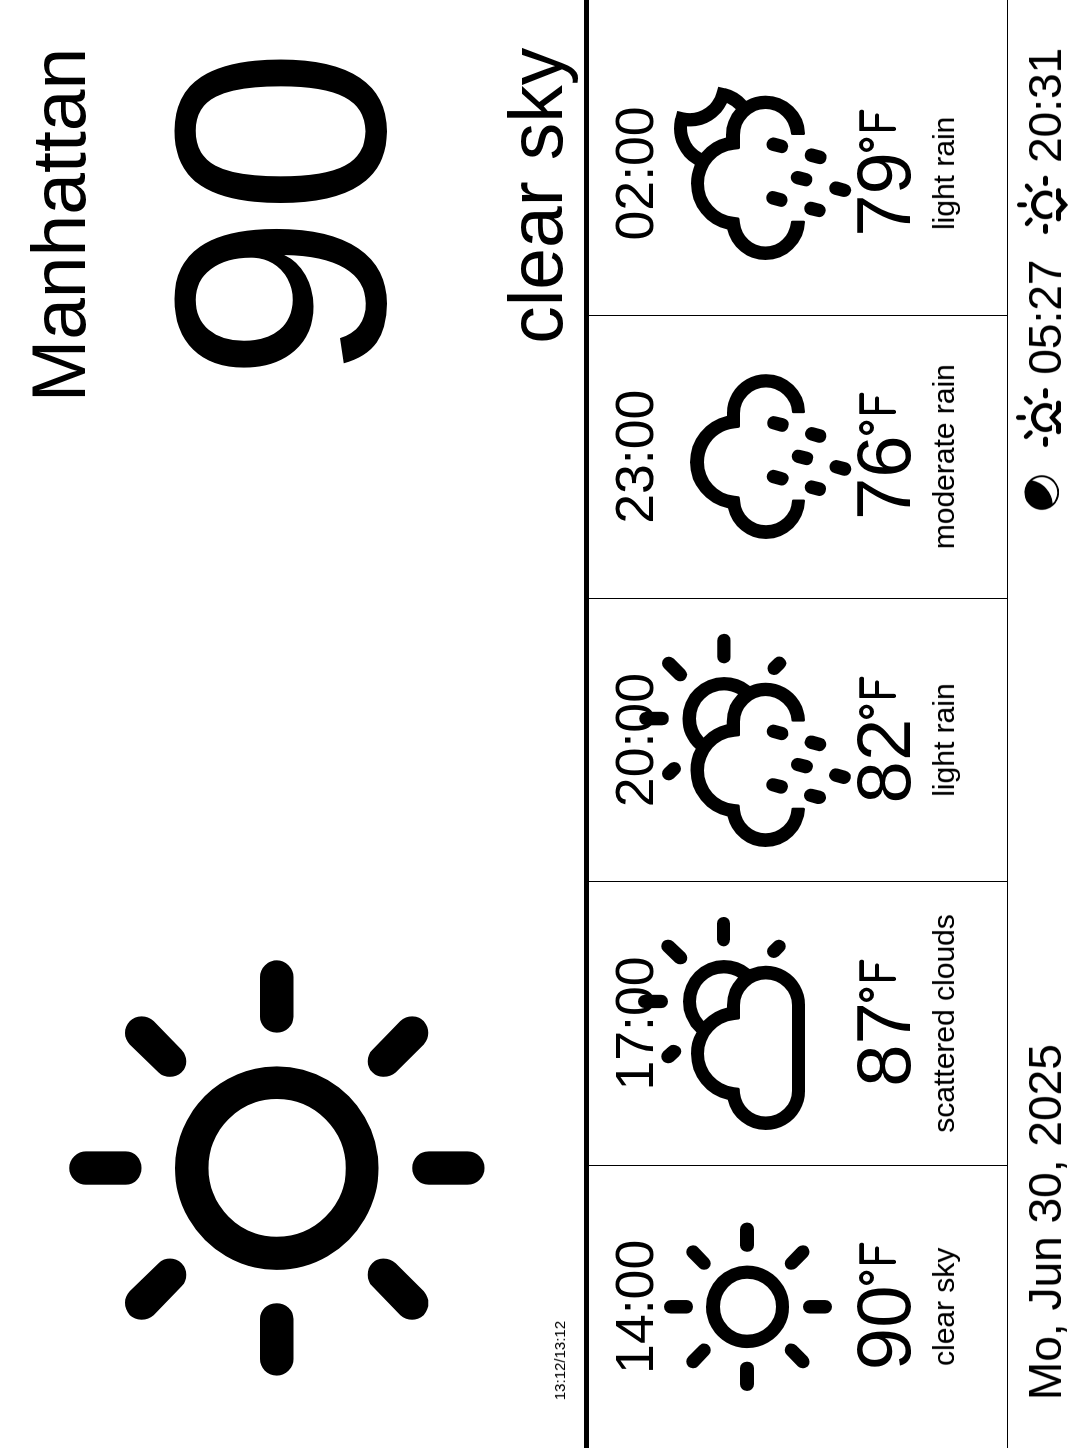 Manhattan
90
clear sky
13:12/13:12
14:00
90°F
clear sky
17:00
87°F
scattered clouds
20:00
82°F
light rain
23:00
76°F
moderate rain
02:00
79°F
light rain
Mo, Jun 30, 2025
05:27
20:31